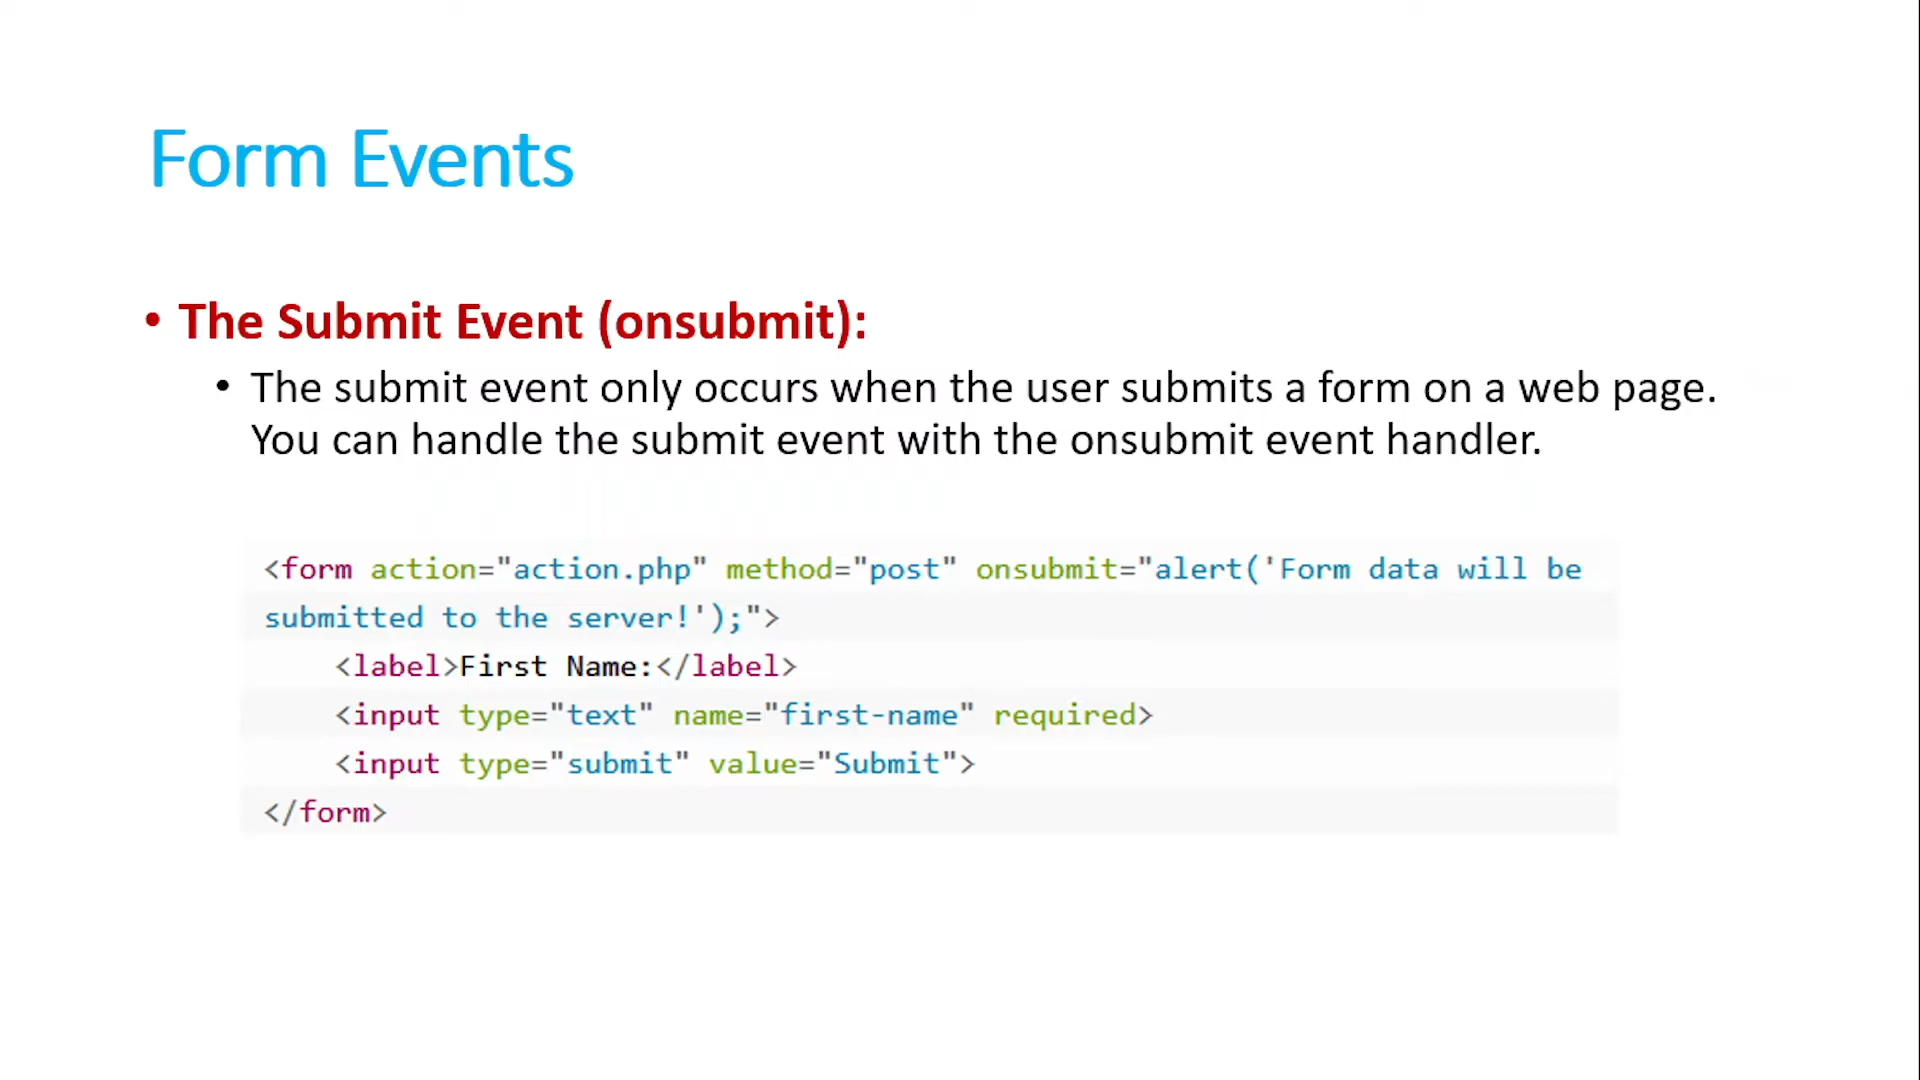 Form Events
• The Submit Event (onsubmit):
• The submit event only occurs when the user submits a form on a web page.
You can handle the submit event with the onsubmit event handler.
<form action="action.php" method="post" onsubmit="alert('Form data will be
submitted to the server!');">
<label>First Name:</label>
<input type="text" name="first-name" required>
<input type="submit" value="Submit">
</form>